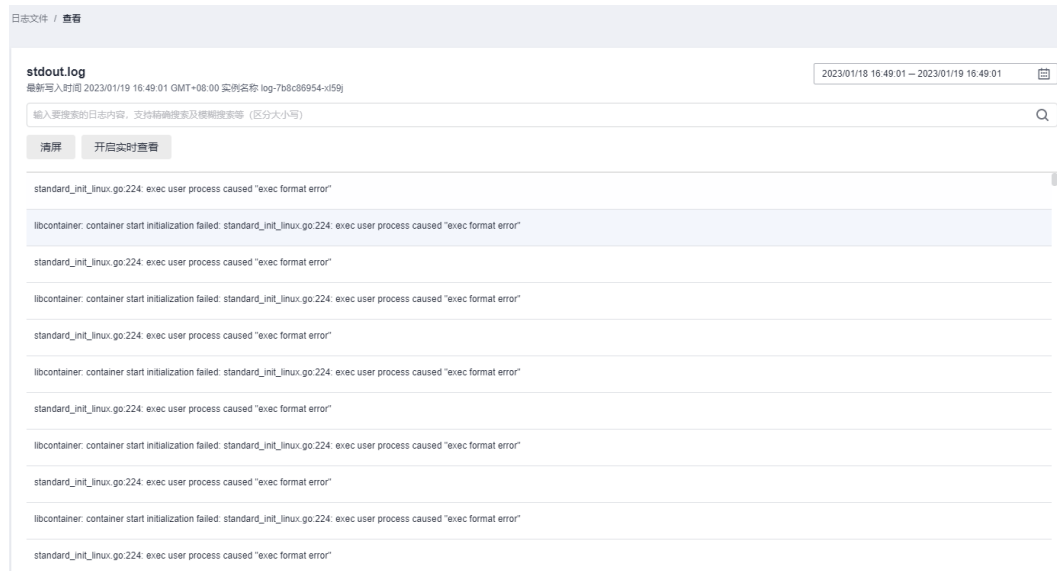 日志文件 / 查看
stdout.log
2023/01/18 16:49:01 – 2023/01/19 16:49:01
最新写入时间 2023/01/19 16:49:01 GMT+08:00 实例名称 log-7b8c86954-xl59j
输入要搜索的日志内容，支持精确搜索及模糊搜索等（区分大小写）
清屏 开启实时查看
standard_init_linux.go:224: exec user process caused "exec format error"
libcontainer: container start initialization failed: standard_init_linux.go:224: exec user process caused "exec format error"
standard_init_linux.go:224: exec user process caused "exec format error"
libcontainer: container start initialization failed: standard_init_linux.go:224: exec user process caused "exec format error"
standard_init_linux.go:224: exec user process caused "exec format error"
libcontainer: container start initialization failed: standard_init_linux.go:224: exec user process caused "exec format error"
standard_init_linux.go:224: exec user process caused "exec format error"
libcontainer: container start initialization failed: standard_init_linux.go:224: exec user process caused "exec format error"
standard_init_linux.go:224: exec user process caused "exec format error"
libcontainer: container start initialization failed: standard_init_linux.go:224: exec user process caused "exec format error"
standard_init_linux.go:224: exec user process caused "exec format error"